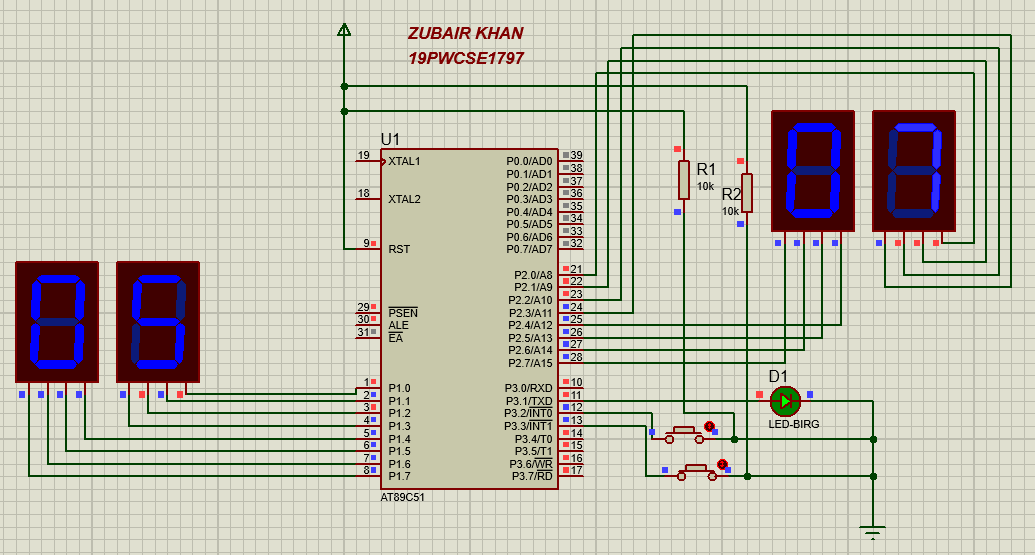 ZUBAIR KHAN
19PWCSE1797
U1
19 XTAL1
18 XTAL2
9 RST
29 PSEN
30 ALE
31 EA
1 P1.0
2 P1.1
3 P1.2
4 P1.3
5 P1.4
6 P1.5
7 P1.6
8 P1.7
P0.0/AD0 39
P0.1/AD1 38
P0.2/AD2 37
P0.3/AD3 36
P0.4/AD4 35
P0.5/AD5 34
P0.6/AD6 33
P0.7/AD7 32
P2.0/A8 21
P2.1/A9 22
P2.2/A10 23
P2.3/A11 24
P2.4/A12 25
P2.5/A13 26
P2.6/A14 27
P2.7/A15 28
P3.0/RXD 10
P3.1/TXD 11
P3.2/INT0 12
P3.3/INT1 13
P3.4/T0 14
P3.5/T1 15
P3.6/WR 16
P3.7/RD 17
AT89C51
R1
10k
R2
10k
D1
LED-BIRG
0 5
0 7